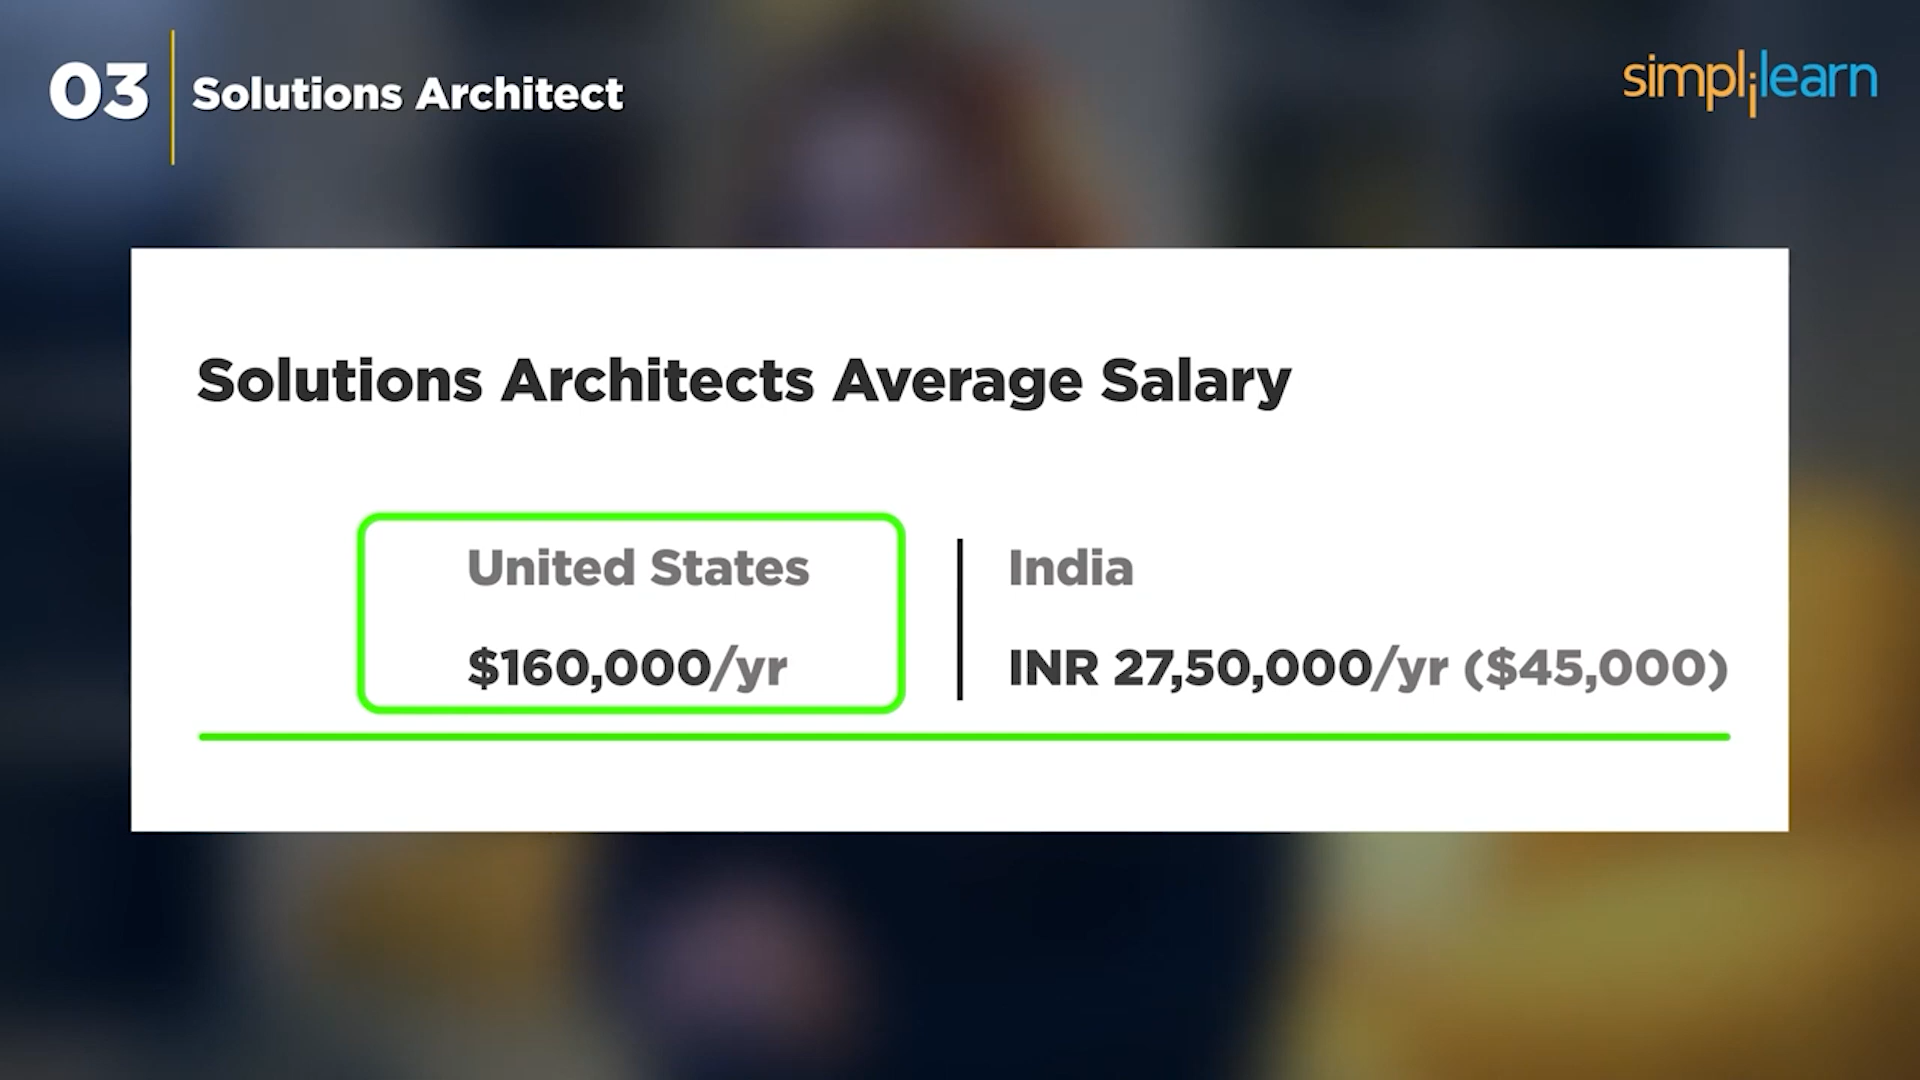 03
Solutions Architect
simplilearn
Solutions Architects Average Salary
United States
India
$160,000/yr
INR 27,50,000/yr ($45,000)